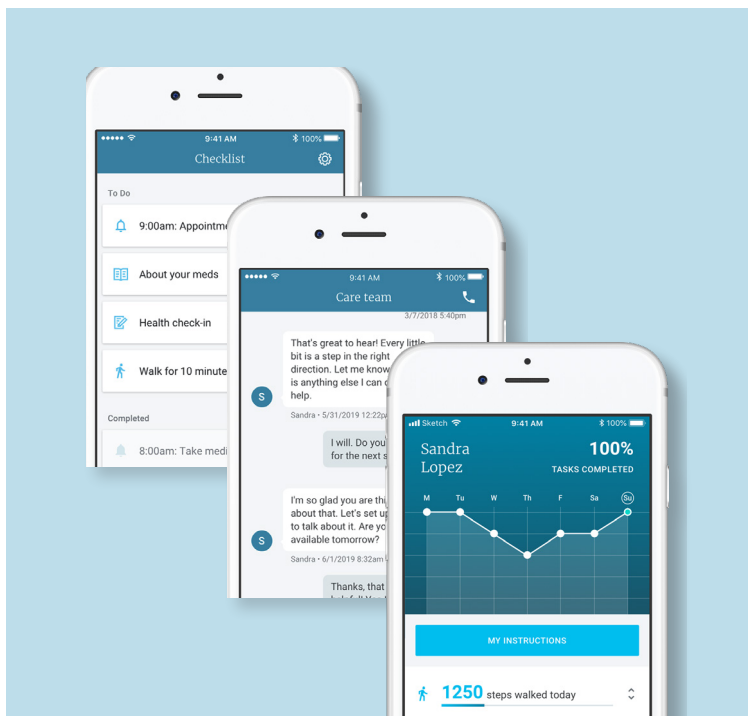 9:41 AM
100%
Checklist
To Do
9:00am: Appointme
About your meds
Health check-in
Walk for 10 minute
Completed
8:00am: Take medi
9:41 AM
100%
Care team
3/7/2018 5:40pm
That's great to hear! Every little
bit is a step in the right
direction. Let me know
is anything else I can
help.
S
Sandra • 5/31/2019 12:22p
I will. Do you
for the next s
I'm so glad you are thi
about that. Let's set up
to talk about it. Are yo
available tomorrow?
S
Sandra • 6/1/2019 8:32am
Thanks, that
Sketch
9:41 AM
100%
Sandra
Lopez
100%
TASKS COMPLETED
M Tu W Th F Sa Su
MY INSTRUCTIONS
1250 steps walked today